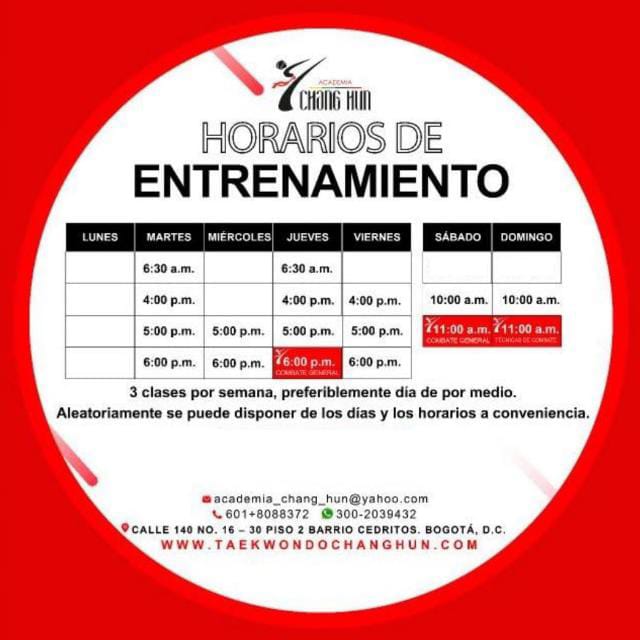 ACADEMIA
CHANG HUN
HORARIOS DE
ENTRENAMIENTO
LUNES MARTES MIÉRCOLES JUEVES VIERNES SÁBADO DOMINGO
6:30 a.m. 6:30 a.m.
4:00 p.m. 4:00 p.m. 4:00 p.m. 10:00 a.m. 10:00 a.m.
5:00 p.m. 5:00 p.m. 5:00 p.m. 5:00 p.m. 11:00 a.m. 11:00 a.m.
COMBATE GENERAL TÉCNICAS DE COMBATE
6:00 p.m. 6:00 p.m. 6:00 p.m. 6:00 p.m.
COMBATE GENERAL
3 clases por semana, preferiblemente día de por medio.
Aleatoriamente se puede disponer de los días y los horarios a conveniencia.
academia_chang_hun@yahoo.com
601+8088372 300-2039432
CALLE 140 NO. 16 – 30 PISO 2 BARRIO CEDRITOS. BOGOTÁ, D.C.
WWW.TAEKWONDOCHANGHUN.COM